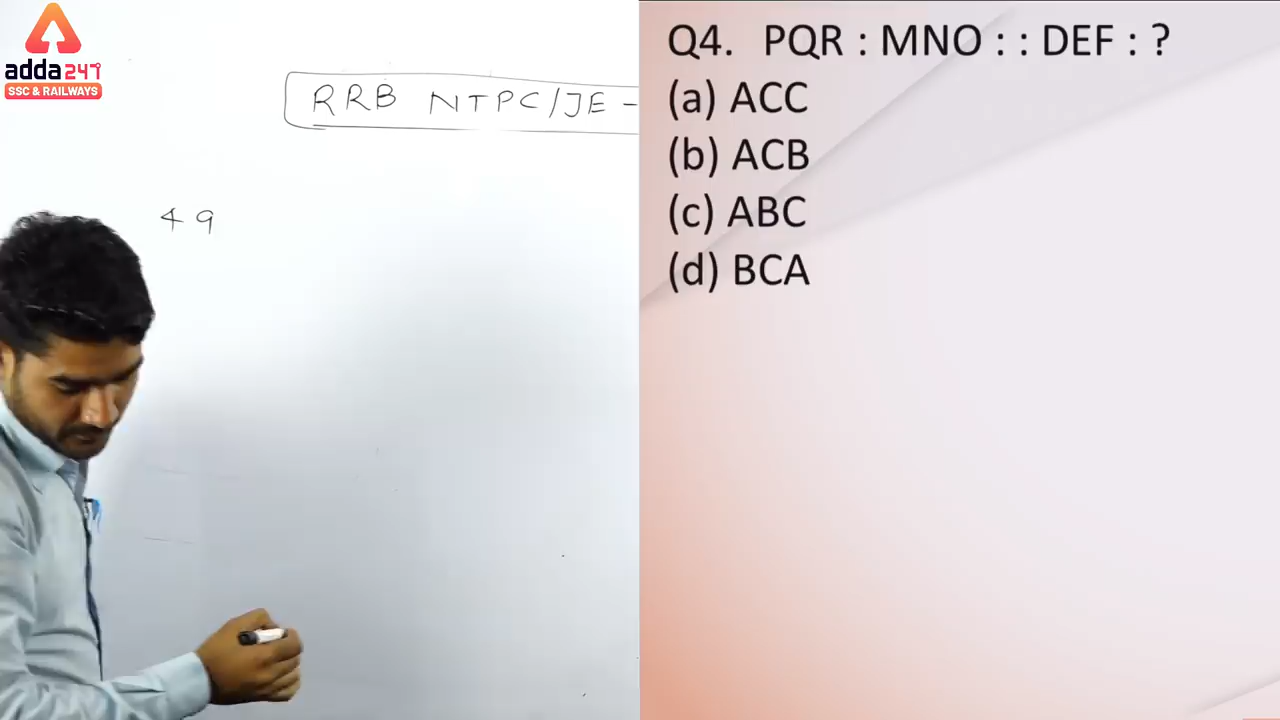 adda247
SSC & RAILWAYS
RRB NTPC/JE -
49
Q4. PQR : MNO : : DEF : ?
(a) ACC
(b) ACB
(c) ABC
(d) BCA